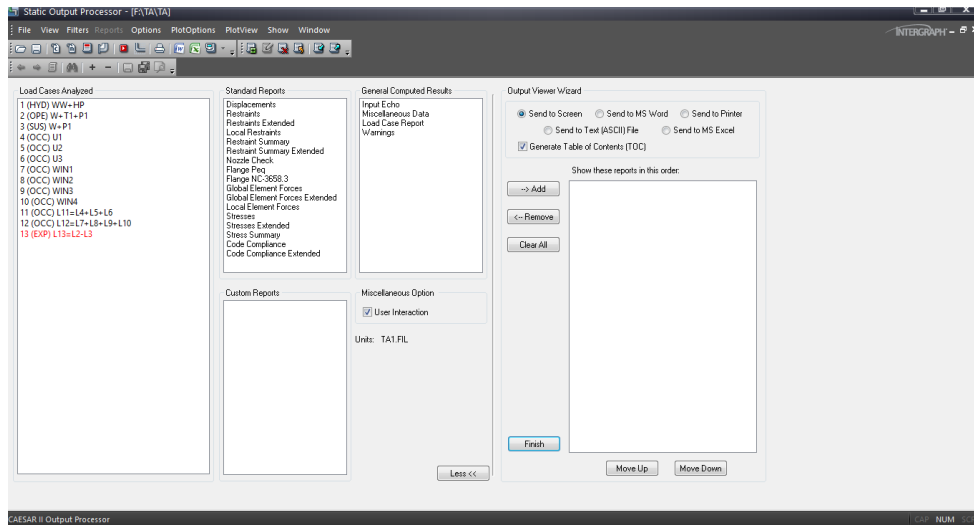 Static Output Processor - [F:\TA\TA]
File View Filters Reports Options PlotOptions PlotView Show Window
INTERGRAPH
Load Cases Analyzed
1 (HYD) WW+HP
2 (OPE) W+T1+P1
3 (SUS) W+P1
4 (OCC) U1
5 (OCC) U2
6 (OCC) U3
7 (OCC) WIN1
8 (OCC) WIN2
9 (OCC) WIN3
10 (OCC) WIN4
11 (OCC) L11=L4+L5+L6
12 (OCC) L12=L7+L8+L9+L10
13 (EXP) L13=L2-L3
Standard Reports
Displacements
Restraints
Restraints Extended
Local Restraints
Restraint Summary
Restraint Summary Extended
Nozzle Check
Flange Peq
Flange NC-3658.3
Global Element Forces
Global Element Forces Extended
Local Element Forces
Stresses
Stresses Extended
Stress Summary
Code Compliance
Code Compliance Extended
General Computed Results
Input Echo
Miscellaneous Data
Load Case Report
Warnings
Custom Reports
Miscellaneous Option
User Interaction
Units: TA1.FIL
Less <<
Output Viewer Wizard
Send to Screen Send to MS Word Send to Printer
Send to Text (ASCII) File Send to MS Excel
Generate Table of Contents (TOC)
Show these reports in this order:
--> Add
<-- Remove
Clear All
Finish
Move Up Move Down
CAESAR II Output Processor
CAP NUM